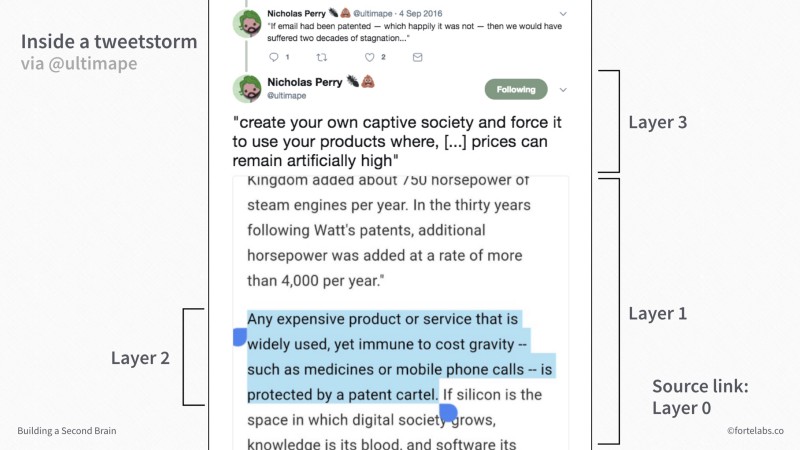 Inside a tweetstorm
via @ultimape
Nicholas Perry @ultimape · 4 Sep 2016
"If email had been patented — which happily it was not — then we would have
suffered two decades of stagnation..."
1 2
Nicholas Perry
@ultimape
Following
"create your own captive society and force it
to use your products where, [...] prices can
remain artificially high"
Layer 3
Kingdom added about 750 horsepower of
steam engines per year. In the thirty years
following Watt's patents, additional
horsepower was added at a rate of more
than 4,000 per year."
Any expensive product or service that is
widely used, yet immune to cost gravity --
such as medicines or mobile phone calls -- is
protected by a patent cartel. If silicon is the
space in which digital society grows,
knowledge is its blood, and software its
Layer 1
Layer 2
Source link:
Layer 0
Building a Second Brain
©fortelabs.co